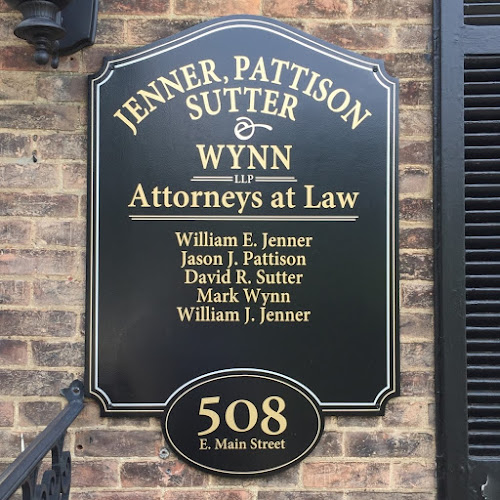 JENNER, PATTISON
SUTTER
&
WYNN
LLP
Attorneys at Law
William E. Jenner
Jason J. Pattison
David R. Sutter
Mark Wynn
William J. Jenner
508
E. Main Street